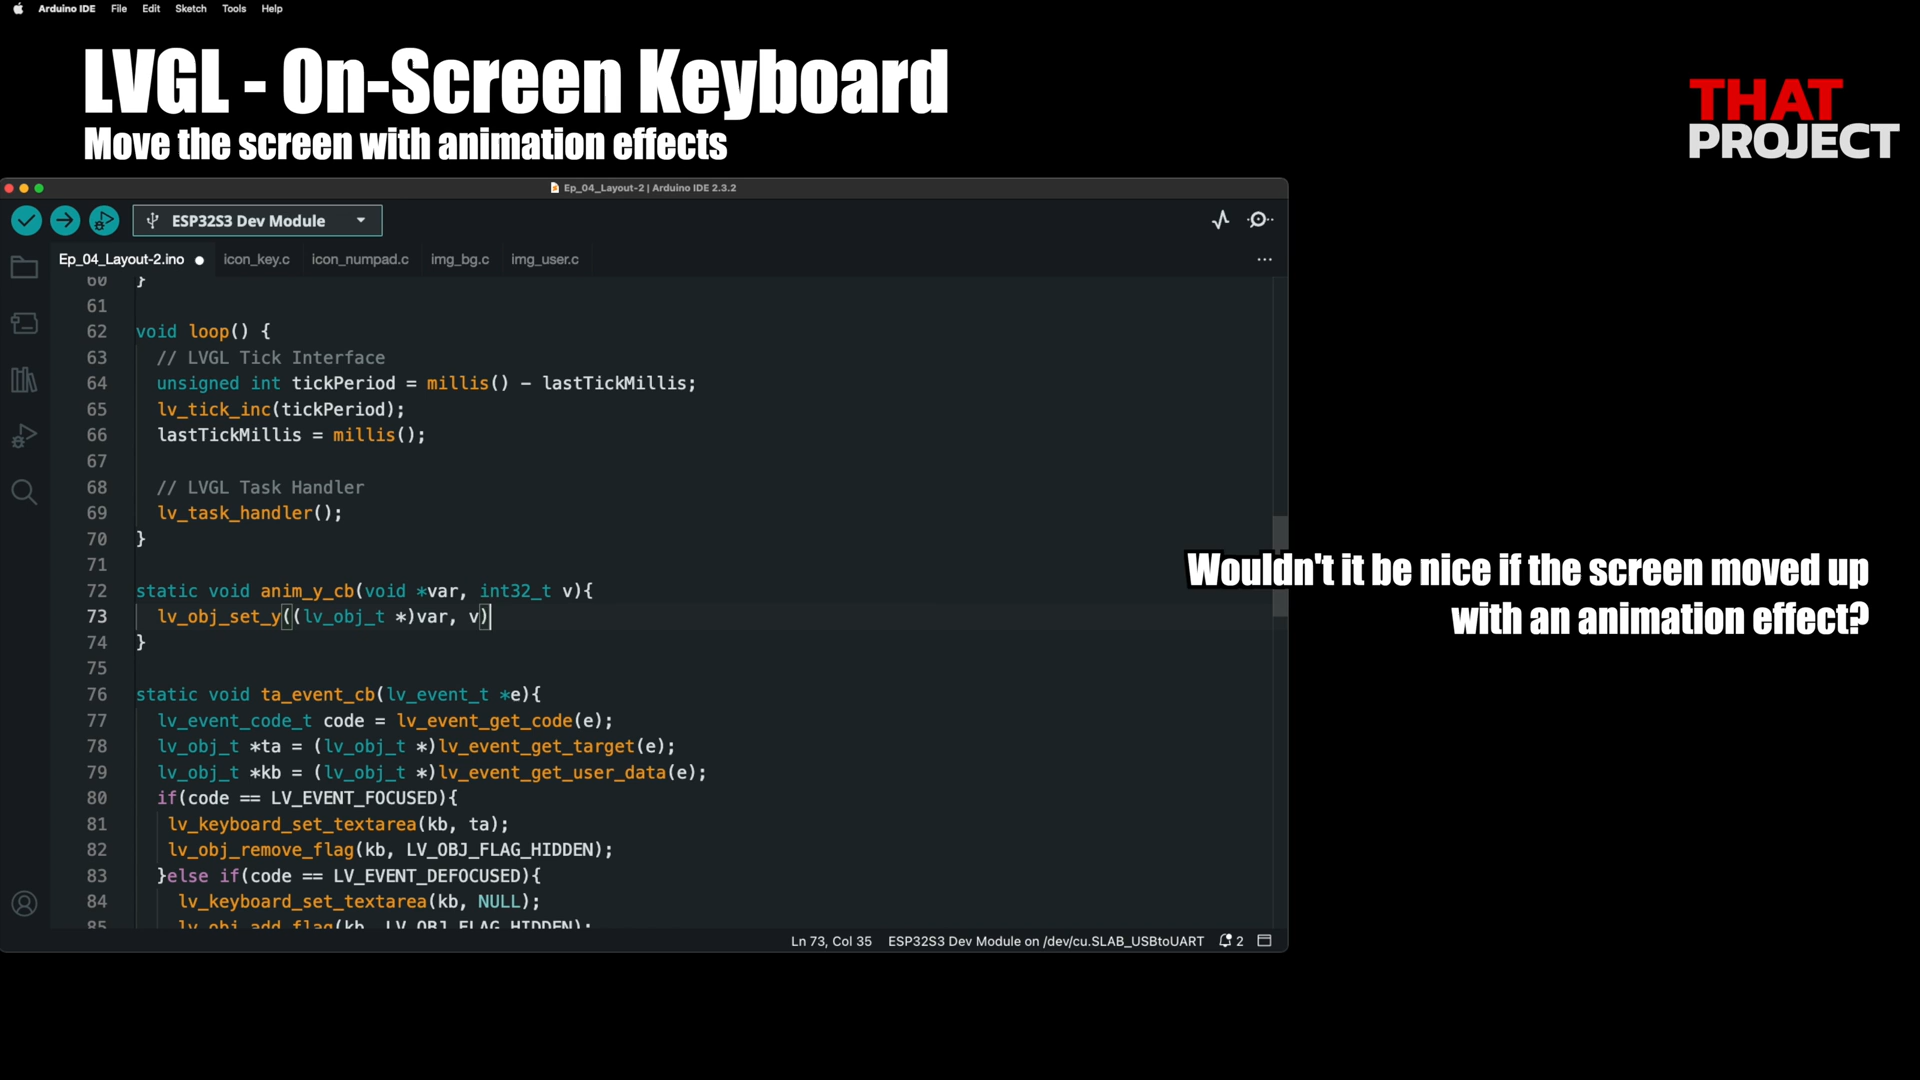 Arduino IDE File Edit Sketch Tools Help
LVGL - On-Screen Keyboard
Move the screen with animation effects
THAT
PROJECT
Ep_04_Layout-2 | Arduino IDE 2.3.2
ESP32S3 Dev Module
Ep_04_Layout-2.ino icon_key.c icon_numpad.c img_bg.c img_user.c
60 }
61
62 void loop() {
63 // LVGL Tick Interface
64 unsigned int tickPeriod = millis() - lastTickMillis;
65 lv_tick_inc(tickPeriod);
66 lastTickMillis = millis();
67
68 // LVGL Task Handler
69 lv_task_handler();
70 }
71
72 static void anim_y_cb(void *var, int32_t v){
73 lv_obj_set_y((lv_obj_t *)var, v)
74 }
75
76 static void ta_event_cb(lv_event_t *e){
77 lv_event_code_t code = lv_event_get_code(e);
78 lv_obj_t *ta = (lv_obj_t *)lv_event_get_target(e);
79 lv_obj_t *kb = (lv_obj_t *)lv_event_get_user_data(e);
80 if(code == LV_EVENT_FOCUSED){
81 lv_keyboard_set_textarea(kb, ta);
82 lv_obj_remove_flag(kb, LV_OBJ_FLAG_HIDDEN);
83 }else if(code == LV_EVENT_DEFOCUSED){
84 lv_keyboard_set_textarea(kb, NULL);
85 lv_obj_add_flag(kb, LV_OBJ_FLAG_HIDDEN);
Wouldn't it be nice if the screen moved up
with an animation effect?
Ln 73, Col 35 ESP32S3 Dev Module on /dev/cu.SLAB_USBtoUART 2